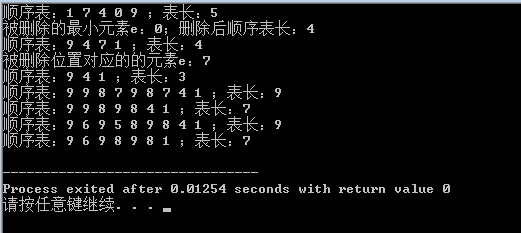 顺序表：1 7 4 0 9 ；表长：5
被删除的最小元素e：0；删除后顺序表长：4
顺序表：9 4 7 1 ；表长：4
被删除位置对应的的元素e：7
顺序表：9 4 1 ；表长：3
顺序表：9 9 8 7 9 8 7 4 1 ；表长：9
顺序表：9 9 8 9 8 4 1 ；表长：7
顺序表：9 6 9 5 8 9 8 4 1 ；表长：9
顺序表：9 6 9 8 9 8 1 ；表长：7
--------------------------------
Process exited after 0.01254 seconds with return value 0
请按任意键继续. . .